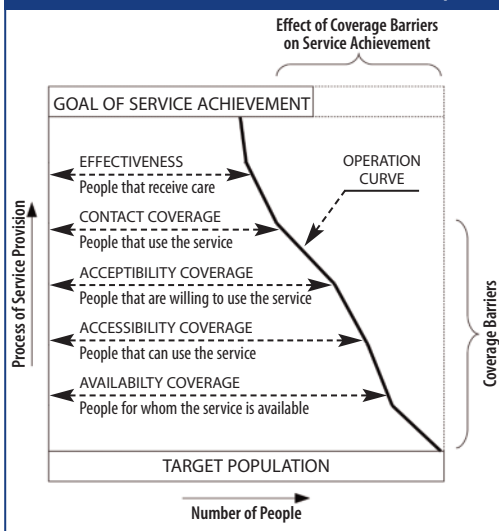 Effect of Coverage Barriers
on Service Achievement
GOAL OF SERVICE ACHIEVEMENT
EFFECTIVENESS
People that receive care
OPERATION
CURVE
CONTACT COVERAGE
People that use the service
ACCEPTIBILITY COVERAGE
People that are willing to use the service
ACCESSIBILITY COVERAGE
People that can use the service
AVAILABILTY COVERAGE
People for whom the service is available
TARGET POPULATION
Number of People
Process of Service Provision
Coverage Barriers